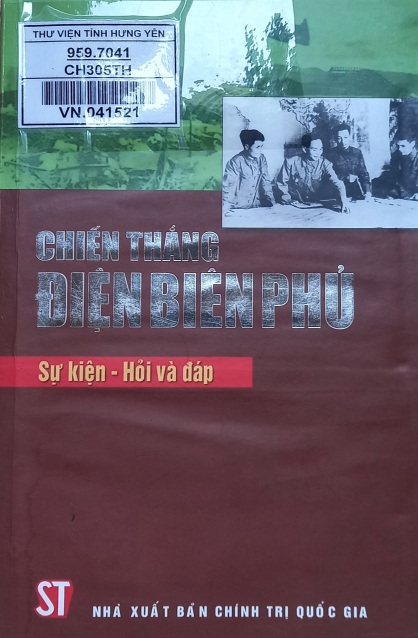 THƯ VIỆN TỈNH HƯNG YÊN
959.7041
CH305TH
VN.041521
CHIẾN THẮNG
ĐIỆN BIÊN PHỦ
Sự kiện - Hỏi và đáp
ST
NHÀ XUẤT BẢN CHÍNH TRỊ QUỐC GIA